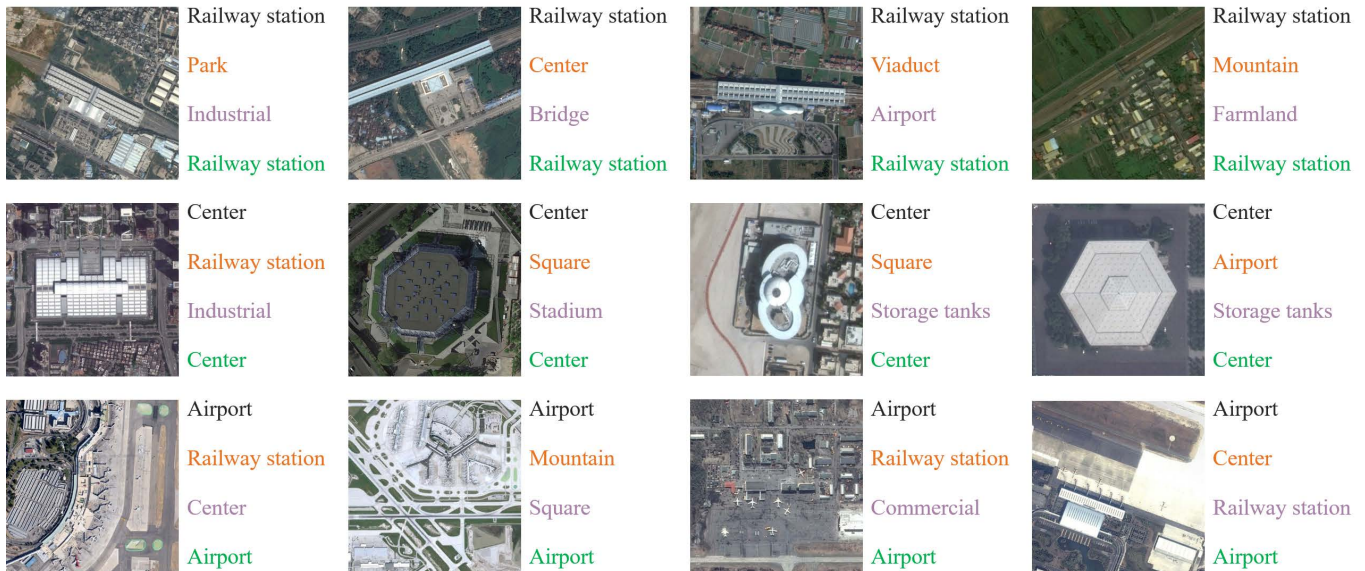 Railway station
Park
Industrial
Railway station
Railway station
Center
Bridge
Railway station
Railway station
Viaduct
Airport
Railway station
Railway station
Mountain
Farmland
Railway station
Center
Railway station
Industrial
Center
Center
Square
Stadium
Center
Center
Square
Storage tanks
Center
Center
Airport
Storage tanks
Center
Airport
Railway station
Center
Airport
Airport
Mountain
Square
Airport
Airport
Railway station
Commercial
Airport
Airport
Center
Railway station
Airport